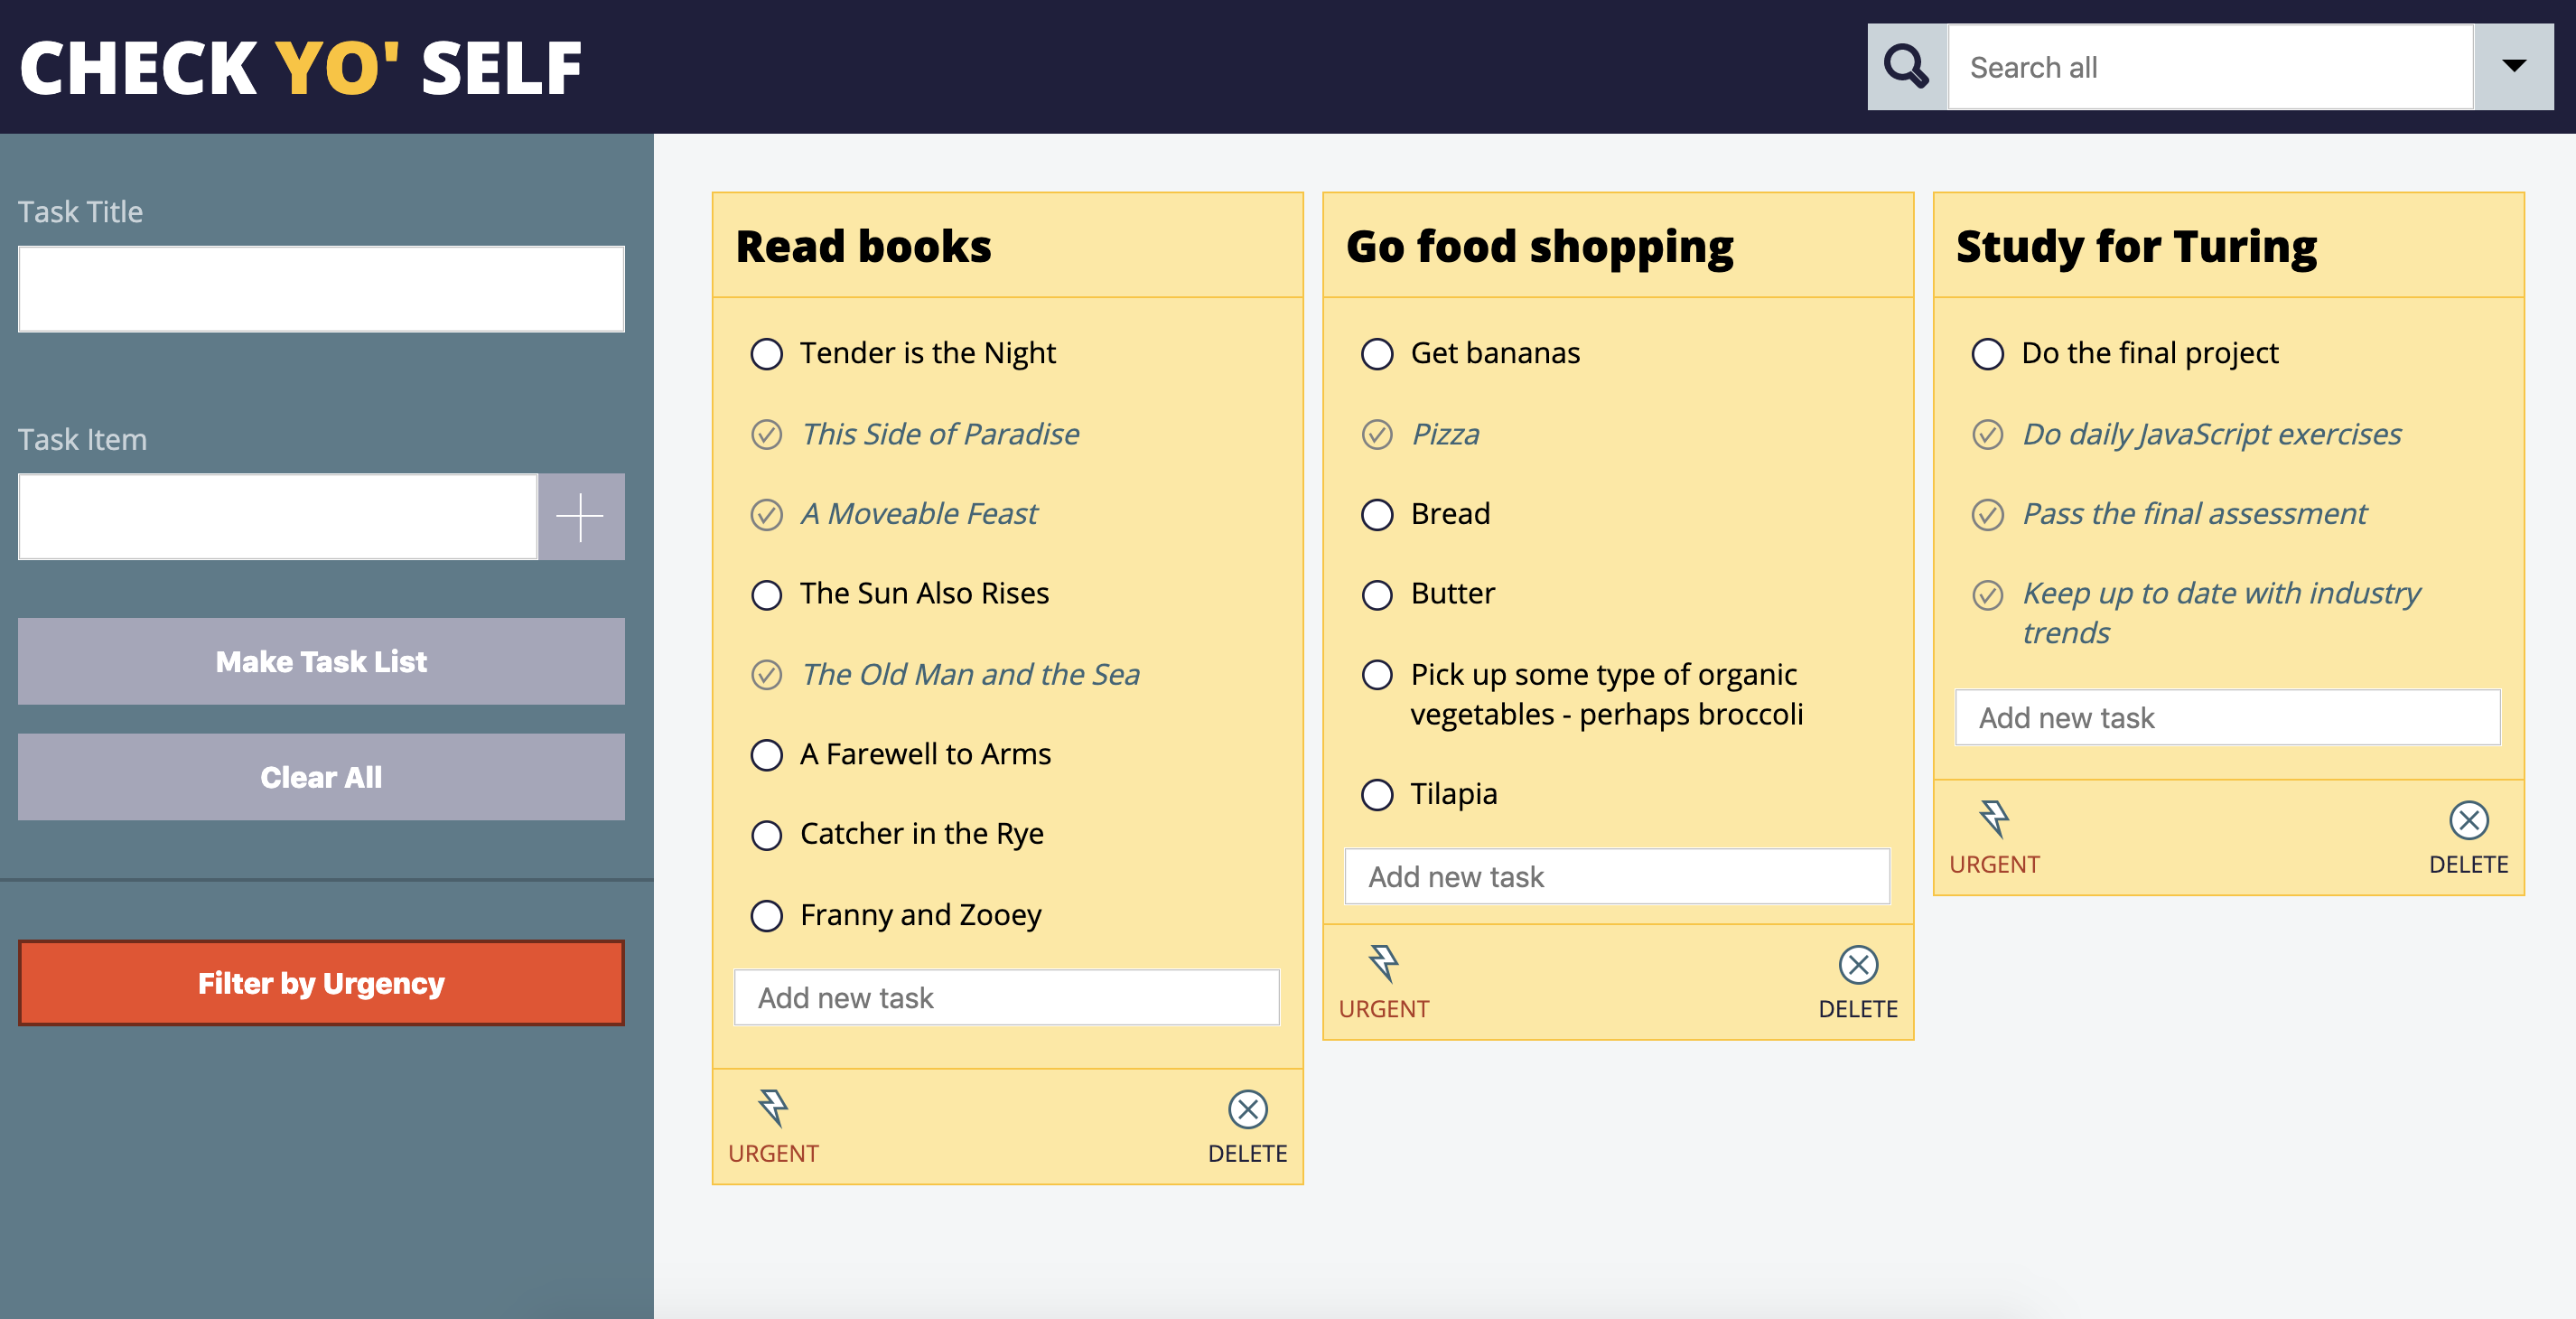 CHECK YO' SELF
Search all
Task Title
Task Item
Make Task List
Clear All
Filter by Urgency
Read books
Tender is the Night
This Side of Paradise
A Moveable Feast
The Sun Also Rises
The Old Man and the Sea
A Farewell to Arms
Catcher in the Rye
Franny and Zooey
Add new task
URGENT
DELETE
Go food shopping
Get bananas
Pizza
Bread
Butter
Pick up some type of organic
vegetables - perhaps broccoli
Tilapia
Add new task
URGENT
DELETE
Study for Turing
Do the final project
Do daily JavaScript exercises
Pass the final assessment
Keep up to date with industry
trends
Add new task
URGENT
DELETE